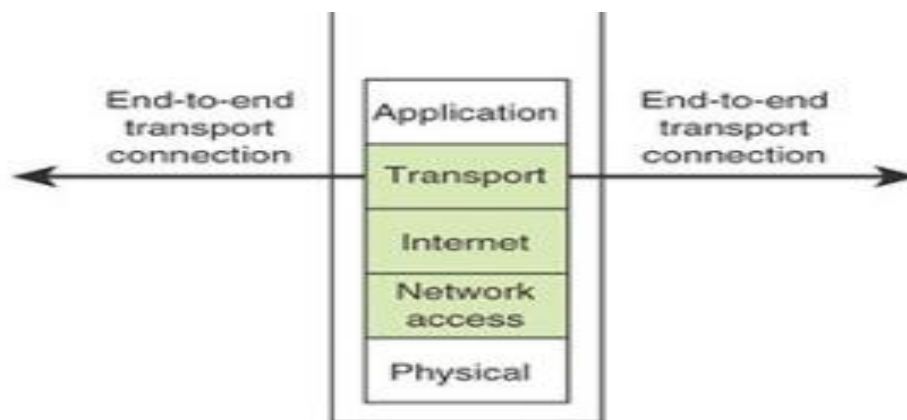 End-to-end
transport
connection
Application
Transport
Internet
Network
access
Physical
End-to-end
transport
connection